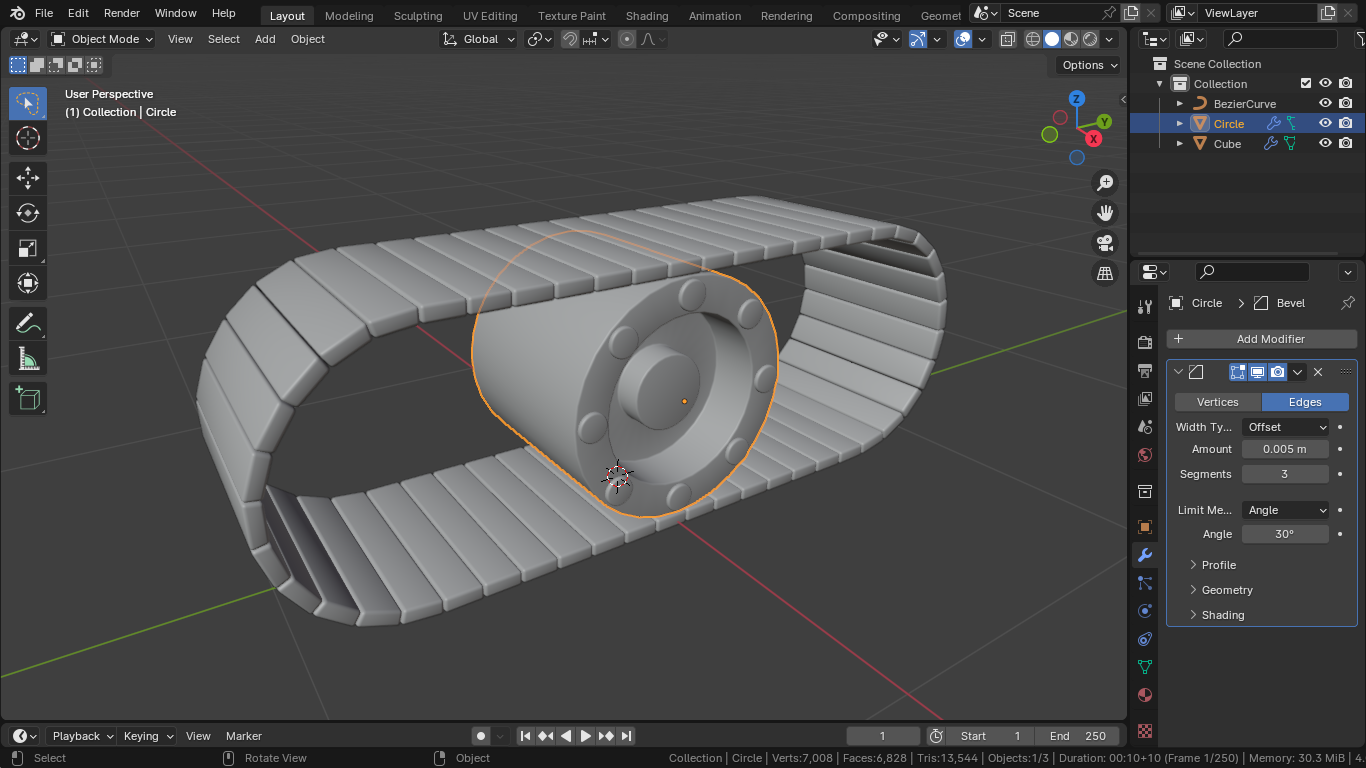 File Edit Render Window Help Layout Modeling Sculpting UV Editing Texture Paint Shading Animation Rendering Compositing Geomet Scene ViewLayer
Object Mode View Select Add Object Global
Options
User Perspective
(1) Collection | Circle
Z
Y
X
Scene Collection
Collection
BezierCurve
Circle
Cube
Circle > Bevel
+ Add Modifier
Vertices Edges
Width Ty... Offset
Amount 0.005 m
Segments 3
Limit Me... Angle
Angle 30°
Profile
Geometry
Shading
Playback Keying View Marker 1 Start 1 End 250
Select Rotate View Object Collection | Circle | Verts:7,008 | Faces:6,828 | Tris:13,544 | Objects:1/3 | Duration: 00:10+10 (Frame 1/250) | Memory: 30.3 MiB | 4.